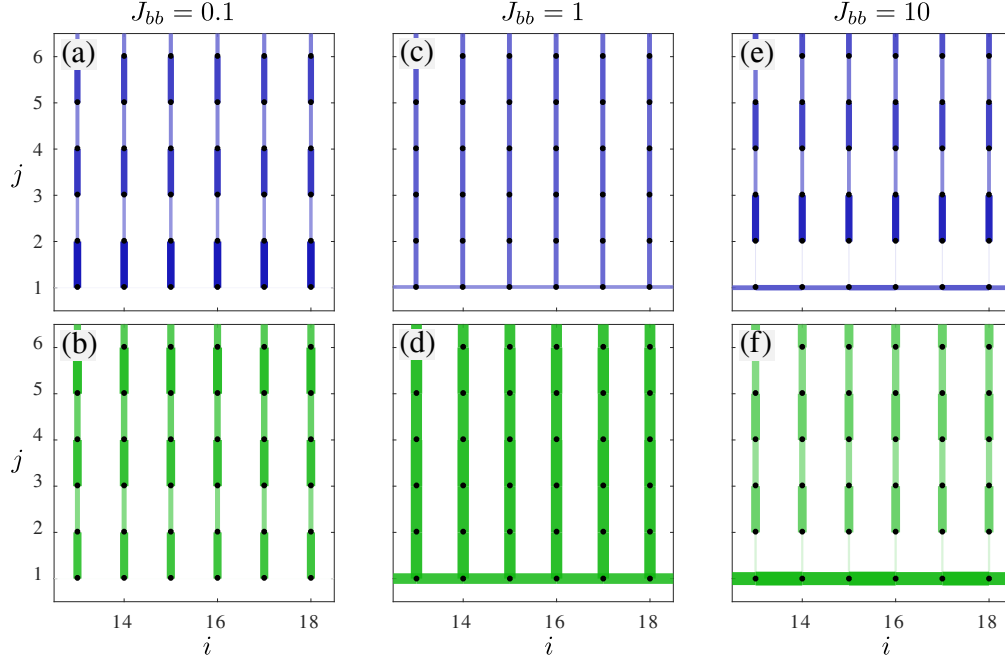 J_{bb} = 0.1 J_{bb} = 1 J_{bb} = 10
(a) (c) (e)
6
5
4
j
3
2
1
(b) (d) (f)
6
5
4
j
3
2
1
14 16 18 14 16 18 14 16 18
i i i